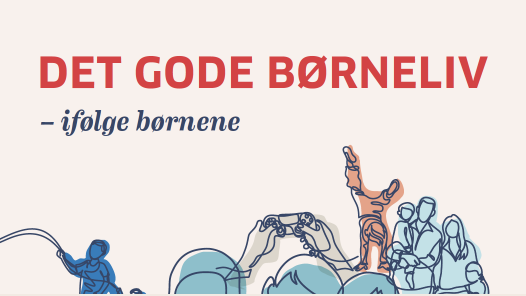 DET GODE BØRNELIV
– ifølge børnene